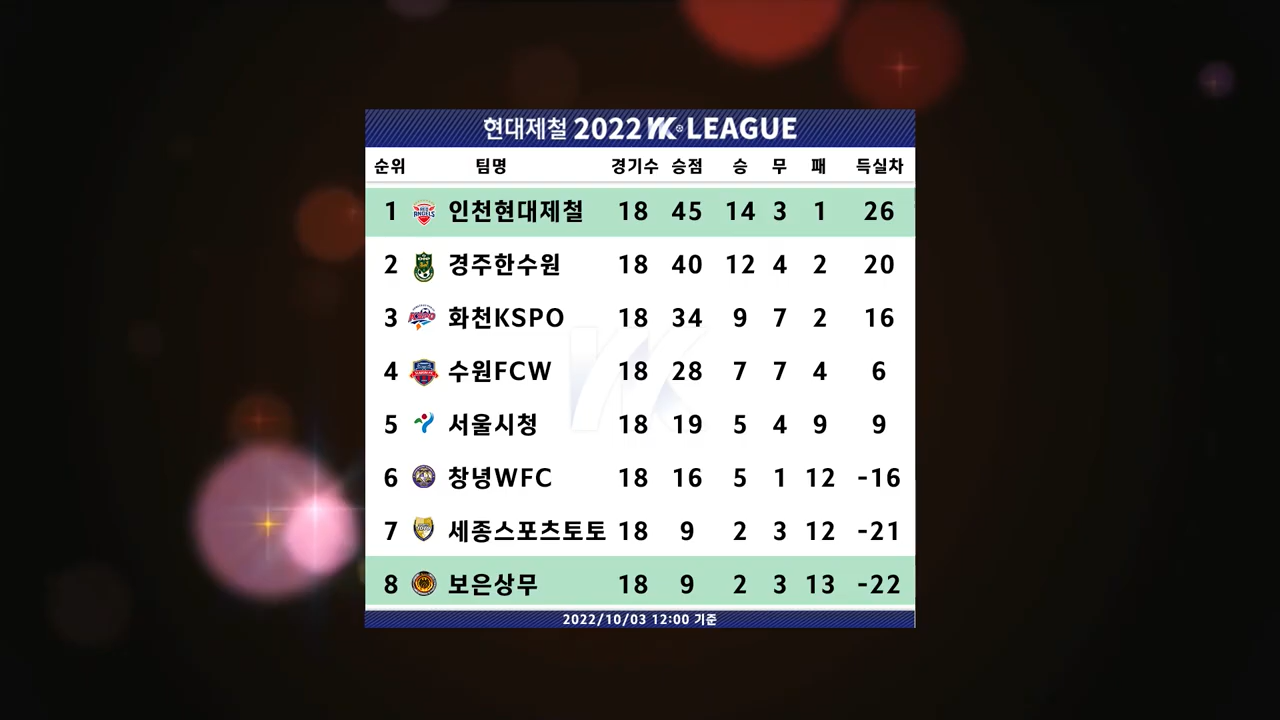 현대제철 2022 WK LEAGUE
순위 팀명 경기수 승점 승 무 패 득실차
1 인천현대제철 18 45 14 3 1 26
2 경주한수원 18 40 12 4 2 20
3 화천KSPO 18 34 9 7 2 16
4 수원FCW 18 28 7 7 4 6
5 서울시청 18 19 5 4 9 9
6 창녕WFC 18 16 5 1 12 -16
7 세종스포츠토토 18 9 2 3 12 -21
8 보은상무 18 9 2 3 13 -22
2022/10/03 12:00 기준